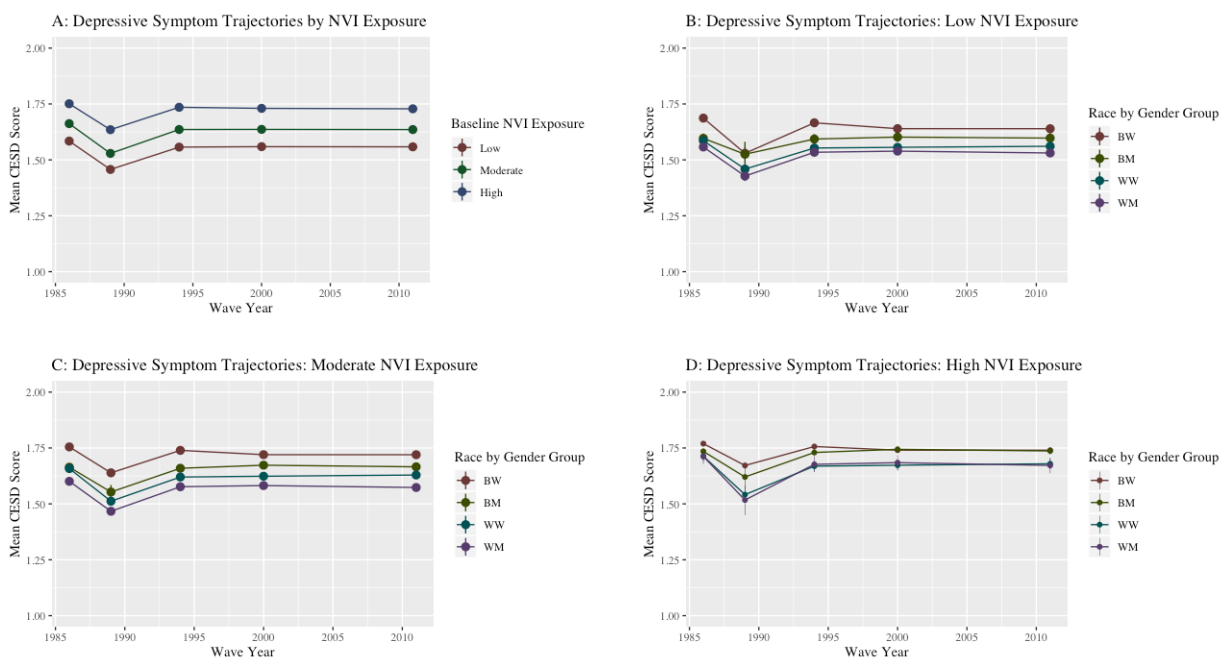 A: Depressive Symptom Trajectories by NVI Exposure
2.00
1.75
1.50
1.25
1.00
Mean CESD Score
1985 1990 1995 2000 2005 2010
Wave Year
Baseline NVI Exposure
Low
Moderate
High
B: Depressive Symptom Trajectories: Low NVI Exposure
2.00
1.75
1.50
1.25
1.00
Mean CESD Score
1985 1990 1995 2000 2005 2010
Wave Year
Race by Gender Group
BW
BM
WW
WM
C: Depressive Symptom Trajectories: Moderate NVI Exposure
2.00
1.75
1.50
1.25
1.00
Mean CESD Score
1985 1990 1995 2000 2005 2010
Wave Year
Race by Gender Group
BW
BM
WW
WM
D: Depressive Symptom Trajectories: High NVI Exposure
2.00
1.75
1.50
1.25
1.00
Mean CESD Score
1985 1990 1995 2000 2005 2010
Wave Year
Race by Gender Group
BW
BM
WW
WM